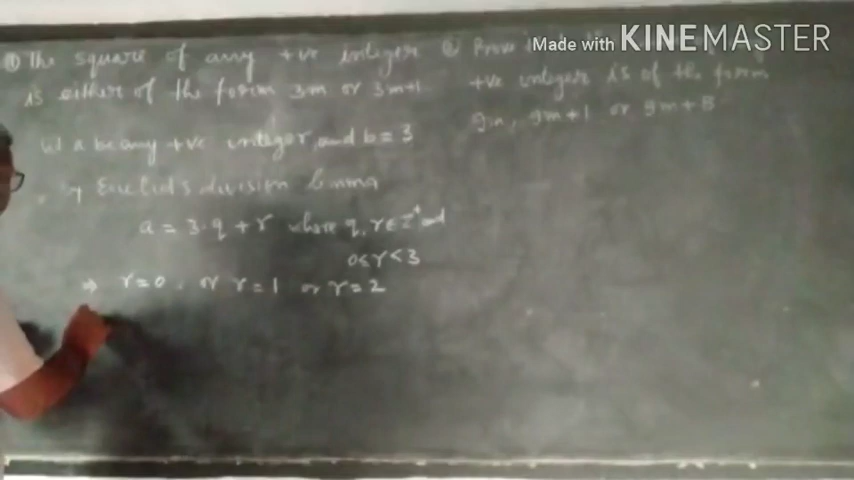 ① The square of any +ve integer
is either of the form 3m or 3m+1
Let a be any +ve integer, and b = 3
By Euclid's division lemma
a = 3·q + r where q, r ∈ Z⁺ and
0 ≤ r < 3
⇒ r = 0, or r = 1 or r = 2
② Prove
+ve integer is of the form
9m, 9m+1 or 9m+8
Made with KINEMASTER